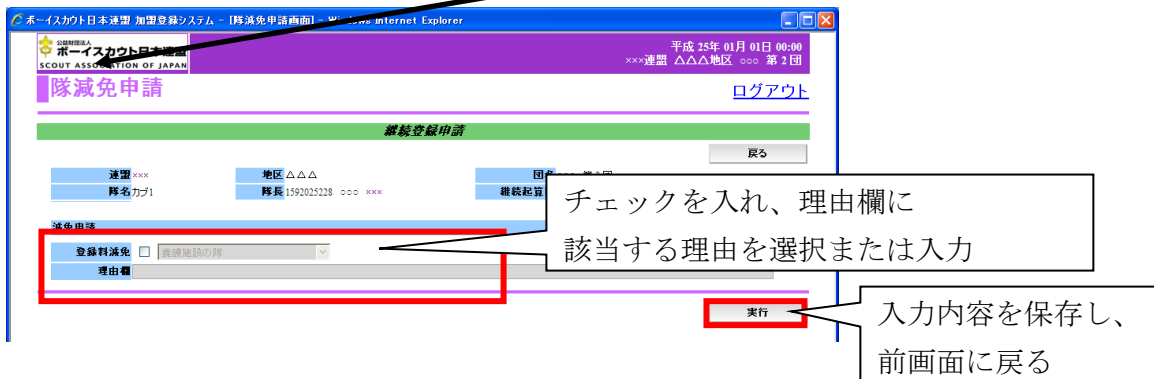 ボーイスカウト日本連盟 加盟登録システム - [隊減免申請画面] - Windows Internet Explorer
公益財団法人
ボーイスカウト日本連盟
SCOUT ASSOCIATION OF JAPAN
平成 25年 01月 01日 00:00
×××連盟 △△△地区 ○○○ 第 2 団
隊減免申請
ログアウト
継続登録申請
戻る
連盟 ××× 地区 △△△ 団名
隊名 カブ1 隊長 1592025228 ○○○ ××× 継続起算
減免申請
登録料減免 養護施設の隊
理由欄
チェックを入れ、理由欄に
該当する理由を選択または入力
実行
入力内容を保存し、
前画面に戻る